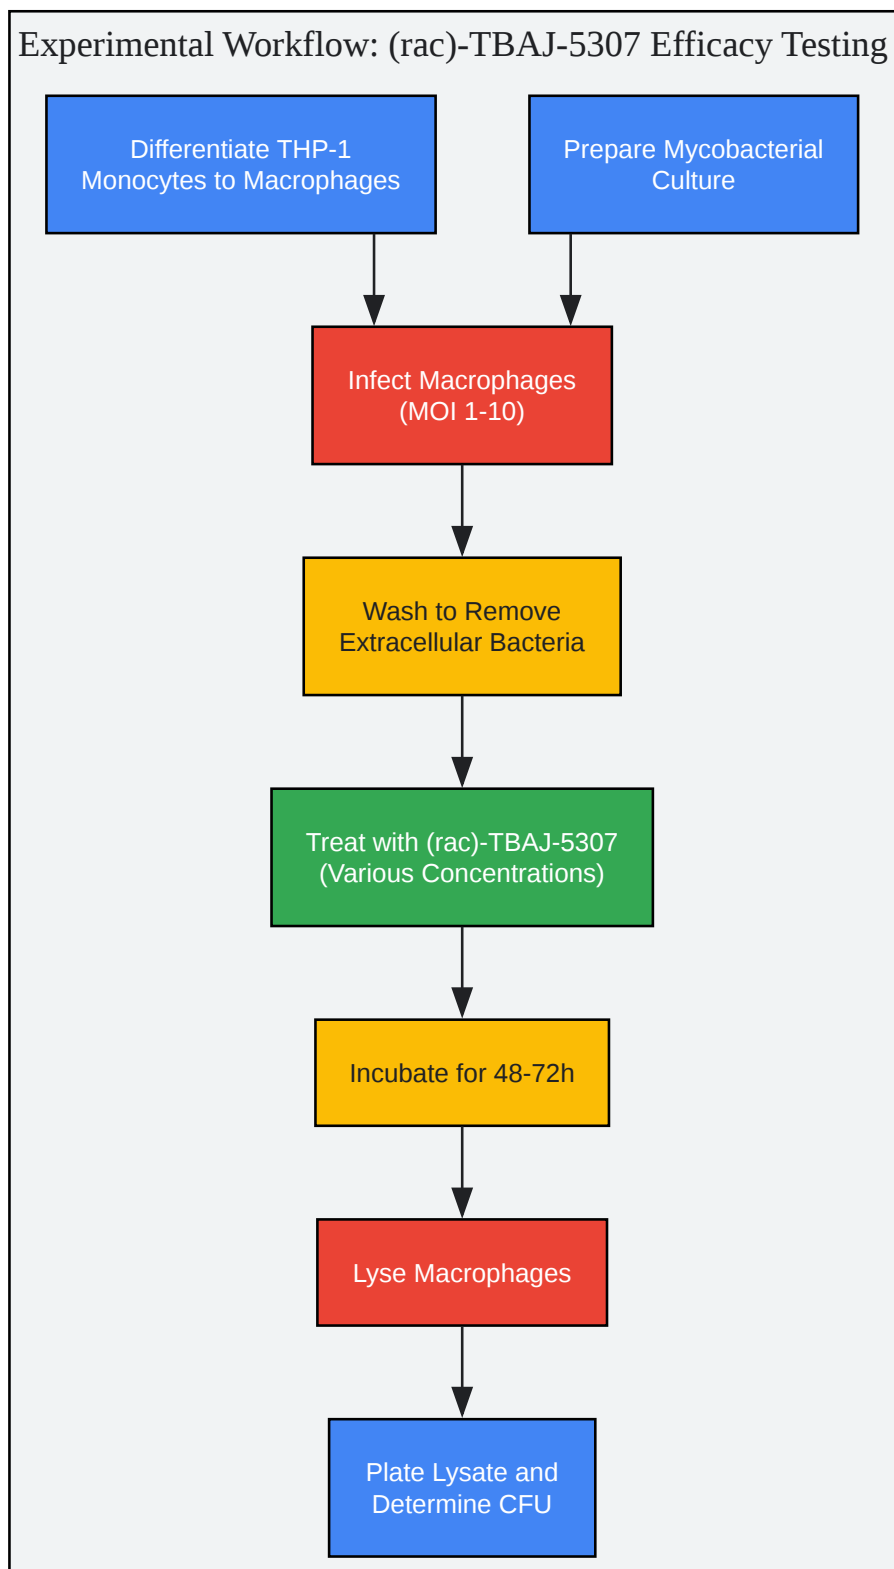 Experimental Workflow: (rac)-TBAJ-5307 Efficacy Testing
Differentiate THP-1
Monocytes to Macrophages
Prepare Mycobacterial
Culture
Infect Macrophages
(MOI 1-10)
Wash to Remove
Extracellular Bacteria
Treat with (rac)-TBAJ-5307
(Various Concentrations)
Incubate for 48-72h
Lyse Macrophages
Plate Lysate and
Determine CFU